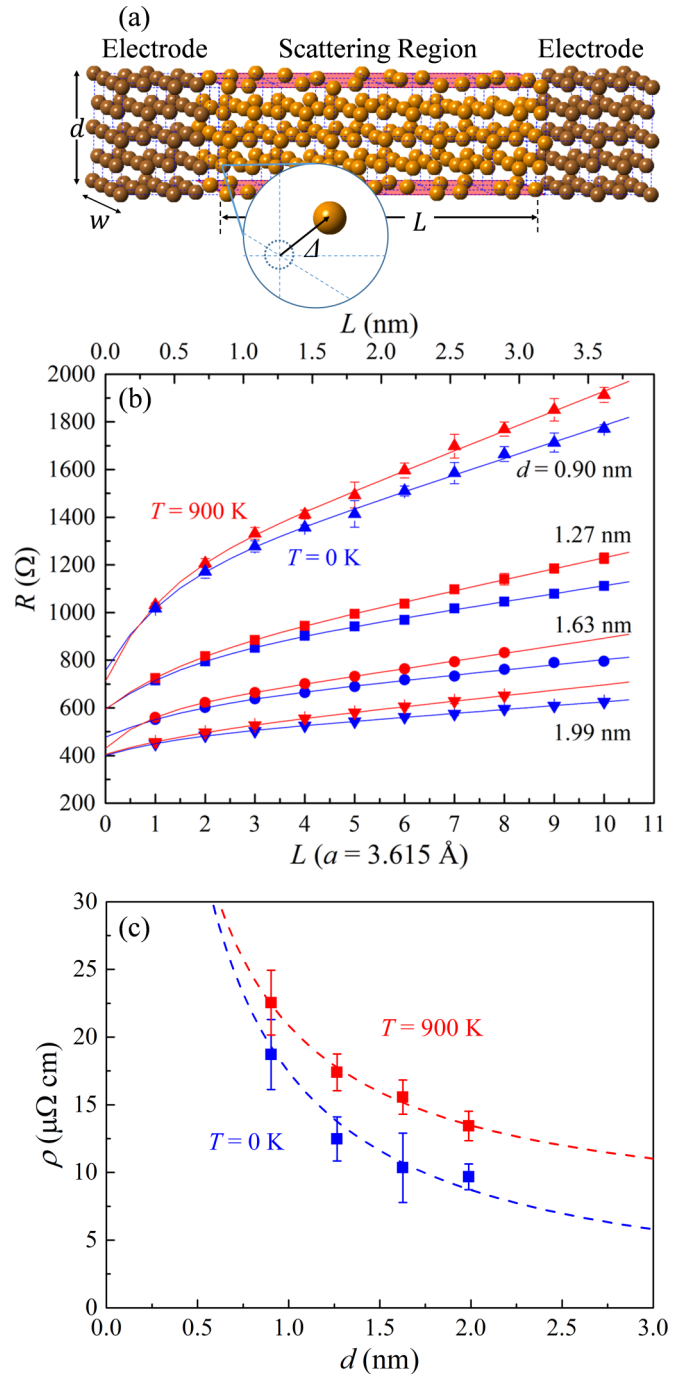 (a)
Electrode Scattering Region Electrode
d
w
L
Δ
L (nm)
0.0 0.5 1.0 1.5 2.0 2.5 3.0 3.5
(b)
2000
1800
1600
1400
1200
1000
800
600
400
200
R (Ω)
d = 0.90 nm
T = 900 K
T = 0 K
1.27 nm
1.63 nm
1.99 nm
0 1 2 3 4 5 6 7 8 9 10 11
L (a = 3.615 Å)
(c)
30
25
20
15
10
5
0
ρ (μΩ cm)
T = 900 K
T = 0 K
0.0 0.5 1.0 1.5 2.0 2.5 3.0
d (nm)